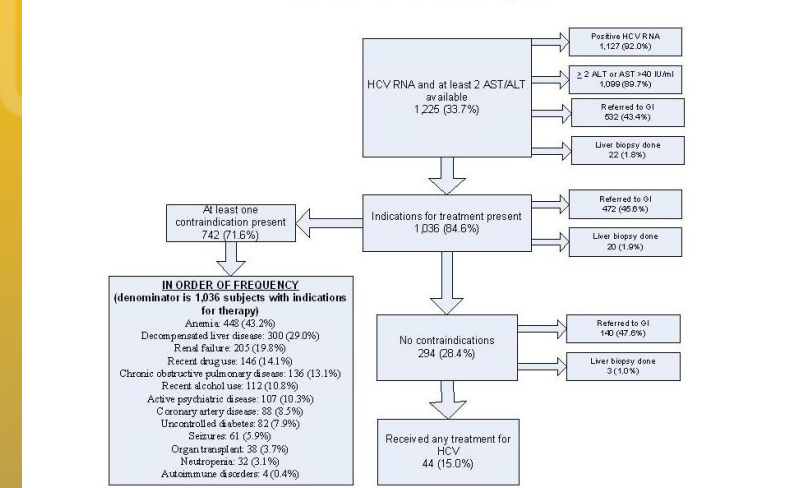 Positive HCV RNA
1,127 (92.0%)
HCV RNA and at least 2 AST/ALT
available
1,225 (33.7%)
≥ 2 ALT or AST >40 IU/ml
1,099 (89.7%)
Referred to GI
532 (43.4%)
Liver biopsy done
22 (1.8%)
At least one
contraindication present
742 (71.6%)
Indications for treatment present
1,036 (84.6%)
Referred to GI
472 (45.6%)
Liver biopsy done
20 (1.9%)
IN ORDER OF FREQUENCY
(denominator is 1,036 subjects with indications
for therapy)
Anemia: 448 (43.2%)
Decompensated liver disease: 300 (29.0%)
Renal failure: 205 (19.8%)
Recent drug use: 146 (14.1%)
Chronic obstructive pulmonary disease: 136 (13.1%)
Recent alcohol use: 112 (10.8%)
Active psychiatric disease: 107 (10.3%)
Coronary artery disease: 88 (8.5%)
Uncontrolled diabetes: 82 (7.9%)
Seizures: 61 (5.9%)
Organ transplant: 38 (3.7%)
Neutropenia: 32 (3.1%)
Autoimmune disorders: 4 (0.4%)
No contraindications
294 (28.4%)
Referred to GI
140 (47.6%)
Liver biopsy done
3 (1.0%)
Received any treatment for
HCV
44 (15.0%)